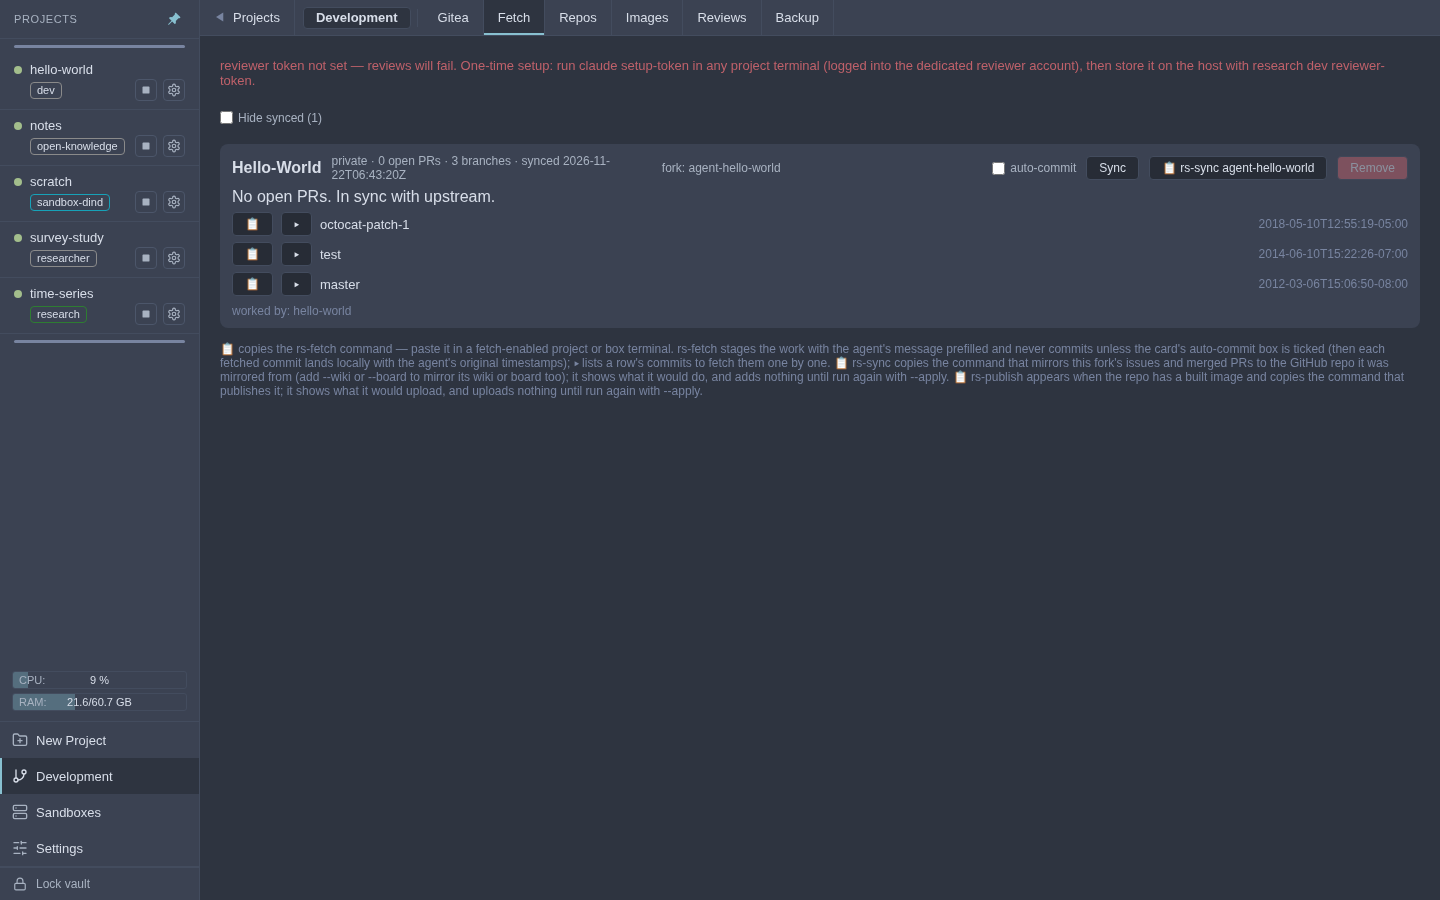 PROJECTS
hello-world
dev
notes
open-knowledge
scratch
sandbox-dind
survey-study
researcher
time-series
research
CPU: 9 %
RAM: 21.6/60.7 GB
New Project
Development
Sandboxes
Settings
Lock vault
Projects Development Gitea Fetch Repos Images Reviews Backup
reviewer token not set — reviews will fail. One-time setup: run claude setup-token in any project terminal (logged into the dedicated reviewer account), then store it on the host with research dev reviewer-
token.
Hide synced (1)
Hello-World private · 0 open PRs · 3 branches · synced 2026-11-
22T06:43:20Z
fork: agent-hello-world auto-commit Sync 📋 rs-sync agent-hello-world Remove
No open PRs. In sync with upstream.
octocat-patch-1 2018-05-10T12:55:19-05:00
test 2014-06-10T15:22:26-07:00
master 2012-03-06T15:06:50-08:00
worked by: hello-world
📋 copies the rs-fetch command — paste it in a fetch-enabled project or box terminal. rs-fetch stages the work with the agent's message prefilled and never commits unless the card's auto-commit box is ticked (then each
fetched commit lands locally with the agent's original timestamps); ▸ lists a row's commits to fetch them one by one. 📋 rs-sync copies the command that mirrors this fork's issues and merged PRs to the GitHub repo it was
mirrored from (add --wiki or --board to mirror its wiki or board too); it shows what it would do, and adds nothing until run again with --apply. 📋 rs-publish appears when the repo has a built image and copies the command that
publishes it; it shows what it would upload, and uploads nothing until run again with --apply.